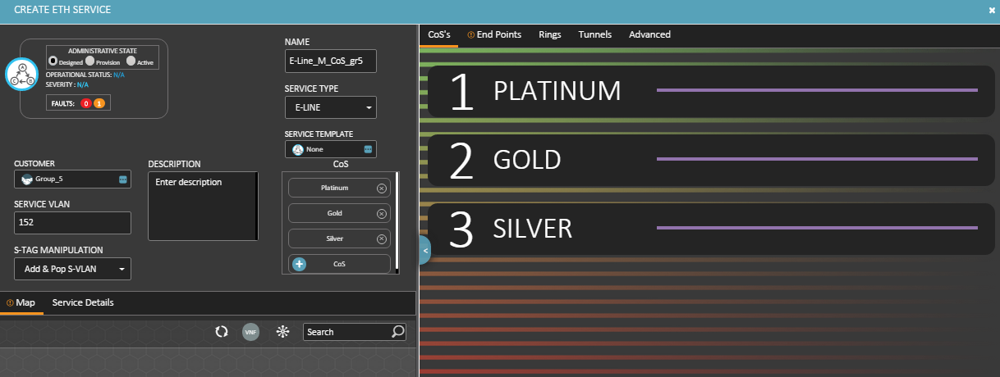 CREATE ETH SERVICE
ADMINISTRATIVE STATE
Designed Provision Active
OPERATIONAL STATUS: N/A
SEVERITY : N/A
FAULTS: 0 1
A
C B
NAME
E-Line_M_CoS_gr5
SERVICE TYPE
E-LINE
SERVICE TEMPLATE
None
CUSTOMER
Group_5
SERVICE VLAN
152
S-TAG MANIPULATION
Add & Pop S-VLAN
DESCRIPTION
Enter description
CoS
Platinum
Gold
Silver
CoS
Map Service Details
VNF
Search
CoS's End Points Rings Tunnels Advanced
1 PLATINUM
2 GOLD
3 SILVER
<